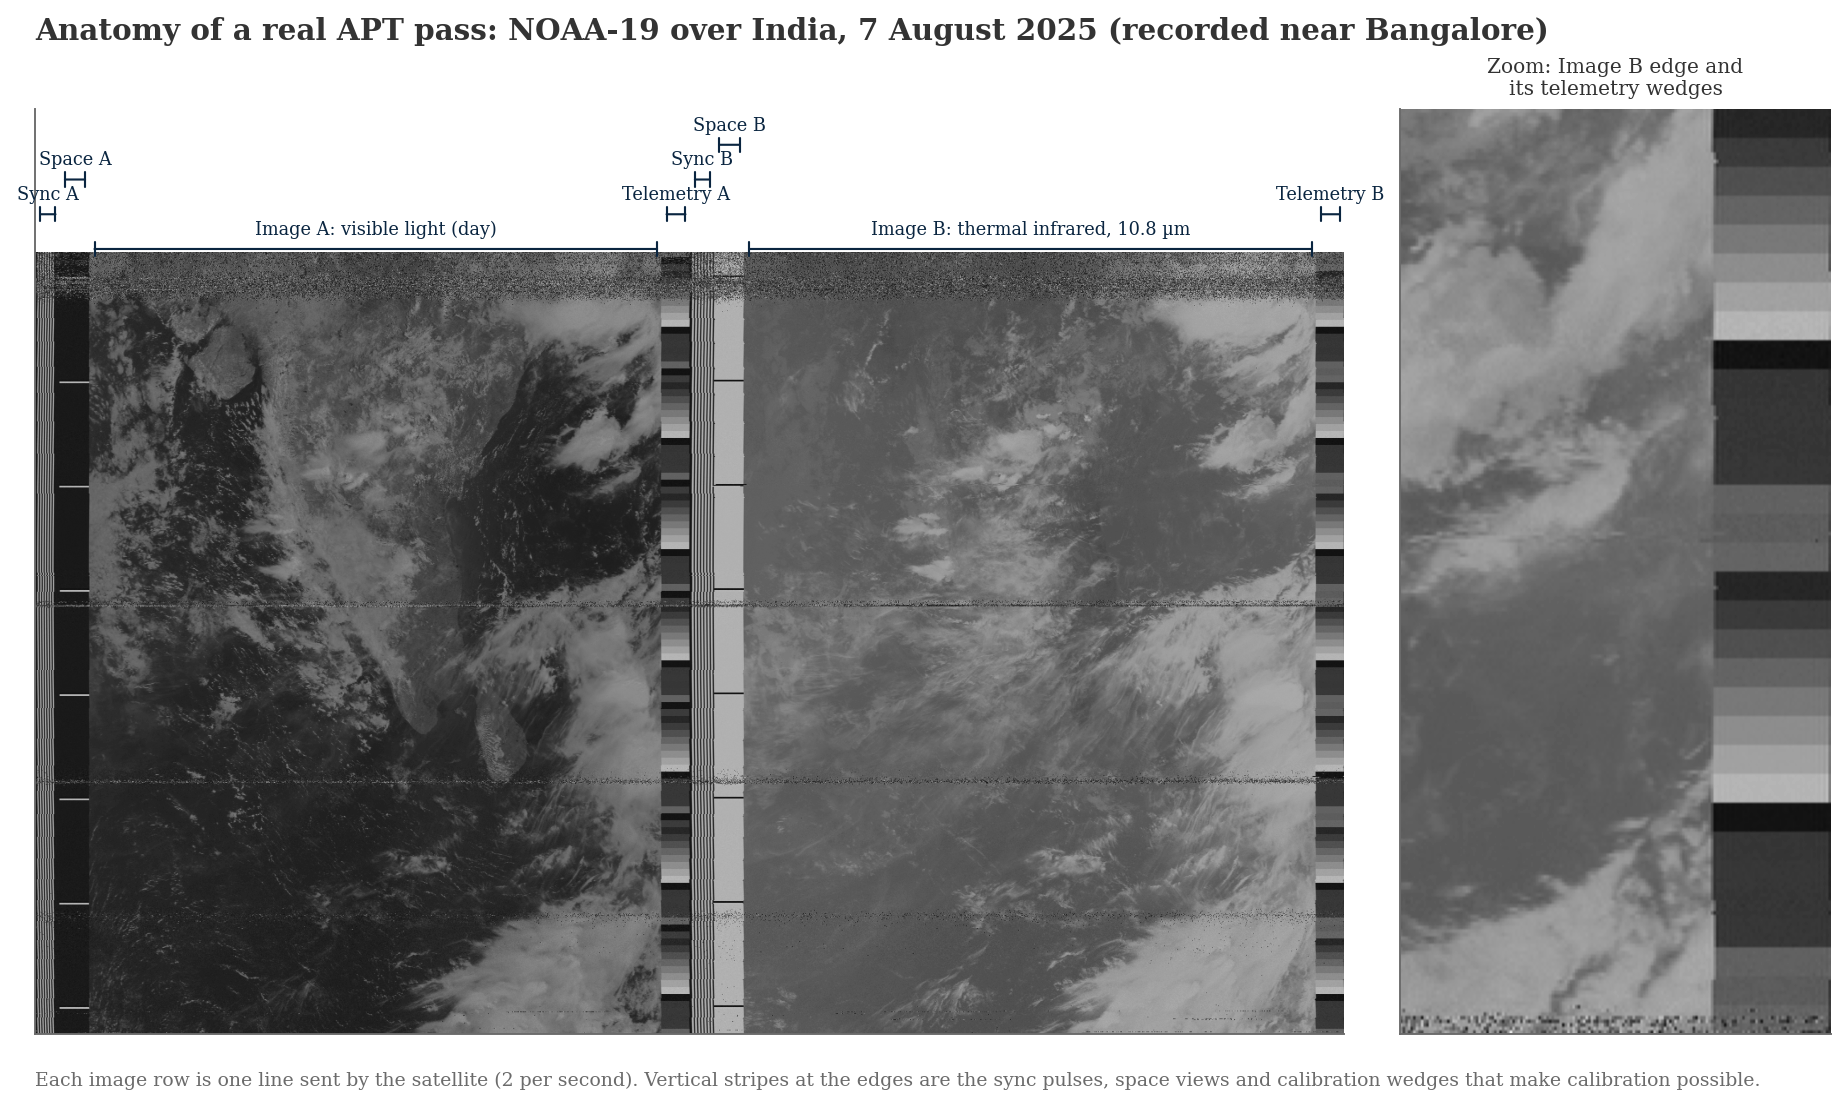 Anatomy of a real APT pass: NOAA-19 over India, 7 August 2025 (recorded near Bangalore)
Zoom: Image B edge and
its telemetry wedges
Space B
Space A
Sync B
Sync A
Telemetry A
Telemetry B
Image A: visible light (day)
Image B: thermal infrared, 10.8 µm
Each image row is one line sent by the satellite (2 per second). Vertical stripes at the edges are the sync pulses, space views and calibration wedges that make calibration possible.